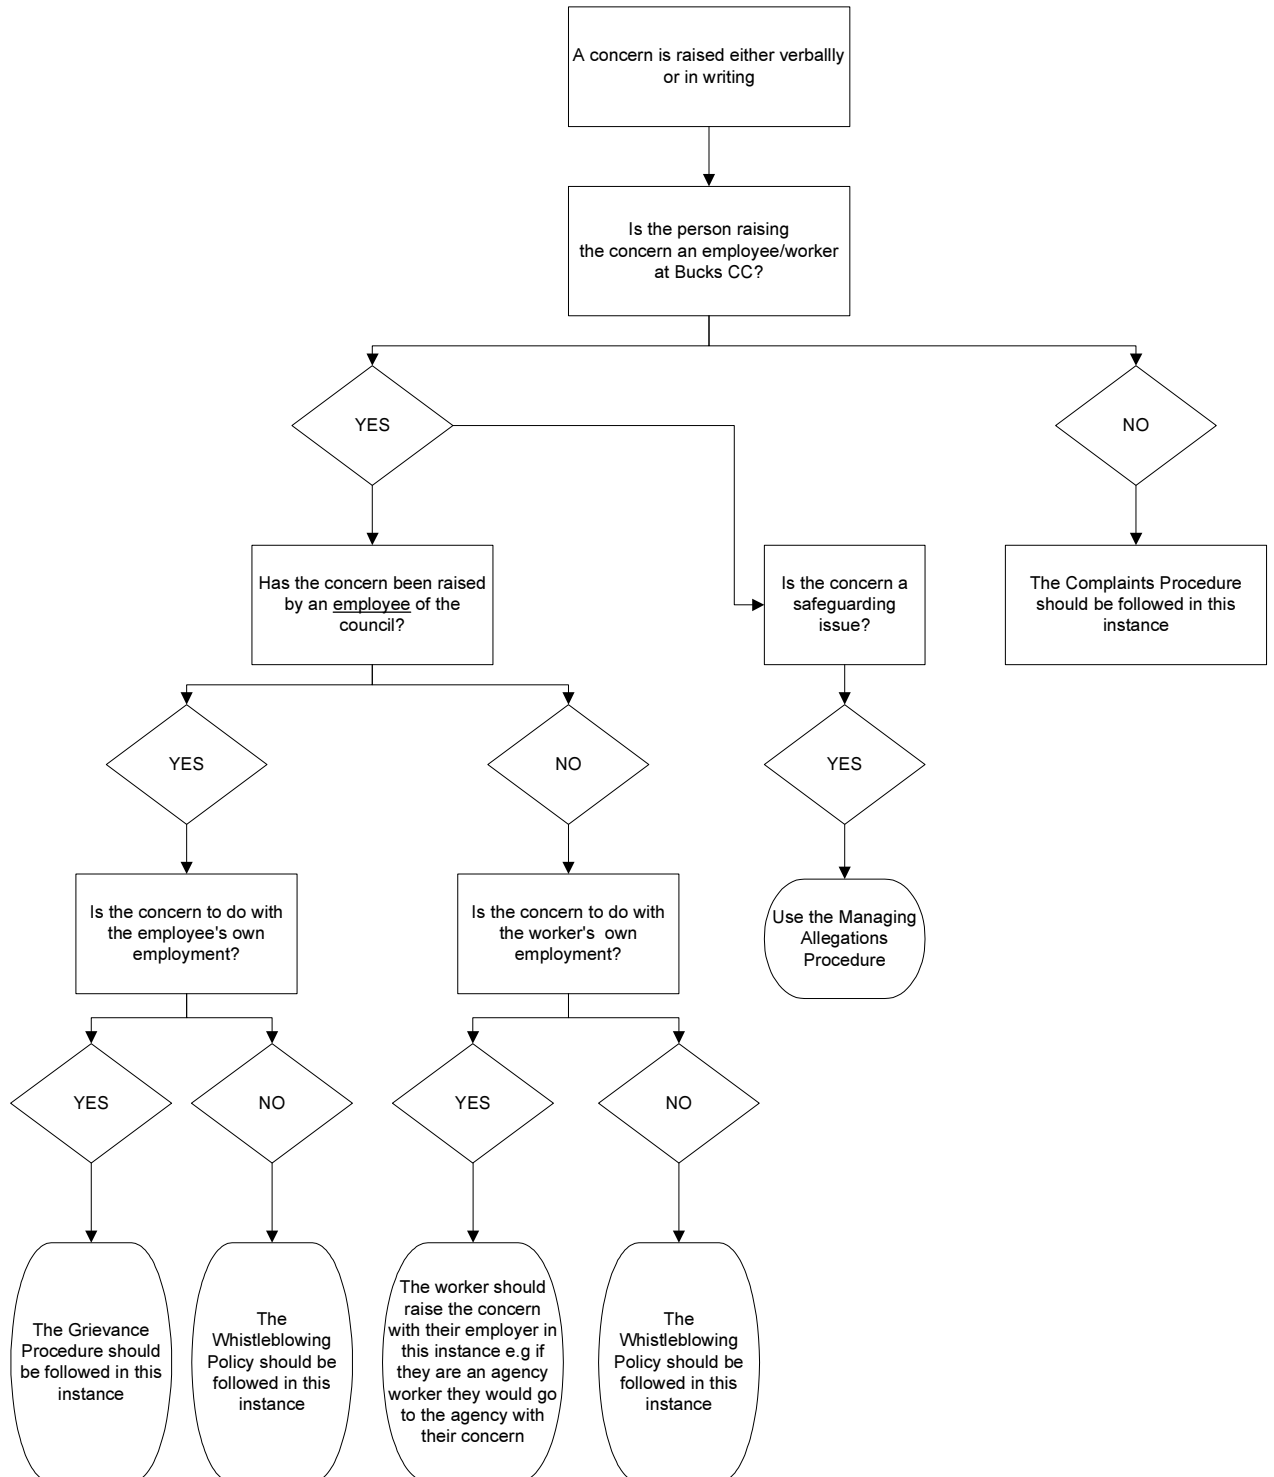 A concern is raised either verballly
or in writing
Is the person raising
the concern an employee/worker
at Bucks CC?
YES
NO
Has the concern been raised
by an employee of the
council?
Is the concern a
safeguarding
issue?
The Complaints Procedure
should be followed in this
instance
YES
NO
YES
Is the concern to do with
the employee's own
employment?
Is the concern to do with
the worker's  own
employment?
Use the Managing
Allegations
Procedure
YES
NO
YES
NO
The Grievance
Procedure should
be followed in this
instance
The
Whistleblowing
Policy should be
followed in this
instance
The worker should
raise the concern
with their employer in
this instance e.g if
they are an agency
worker they would go
to the agency with
their concern
The
Whistleblowing
Policy should be
followed in this
instance